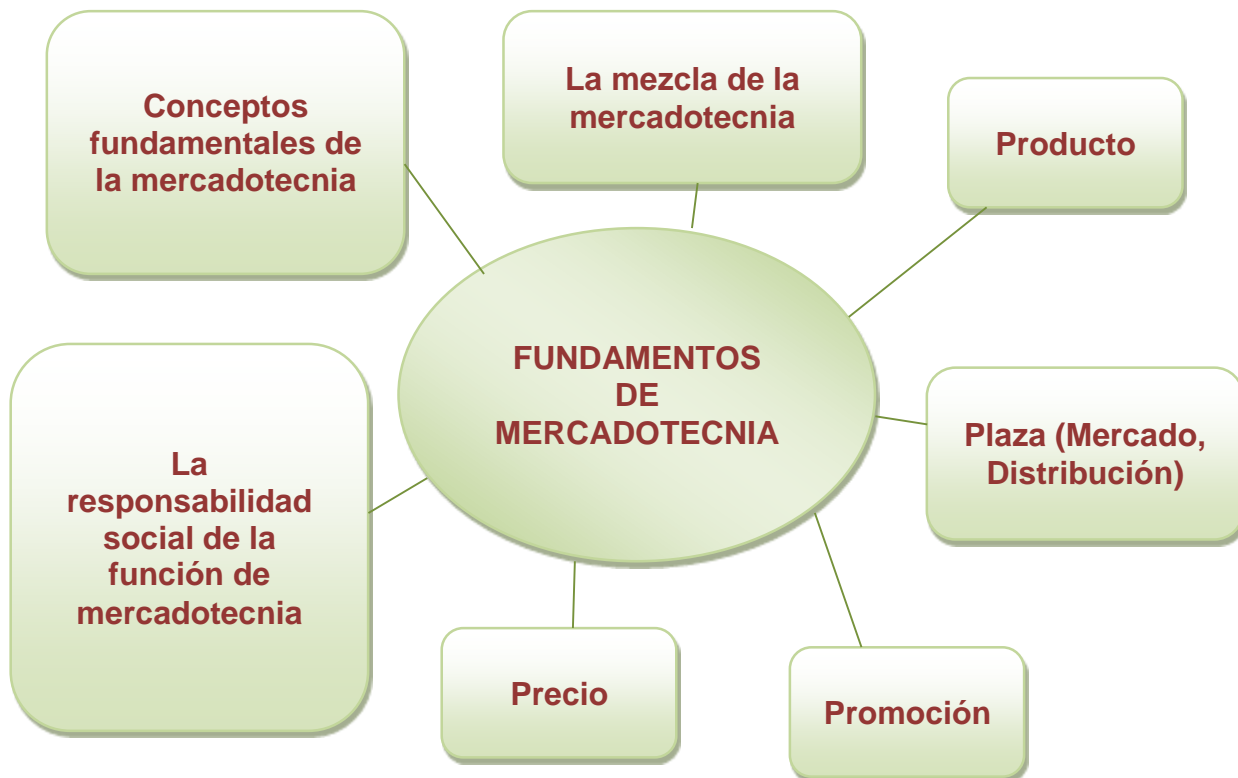 Conceptos
fundamentales de
la mercadotecnia
La mezcla de la
mercadotecnia
Producto
FUNDAMENTOS
DE
MERCADOTECNIA
Plaza (Mercado,
Distribución)
La
responsabilidad
social de la
función de
mercadotecnia
Precio
Promoción